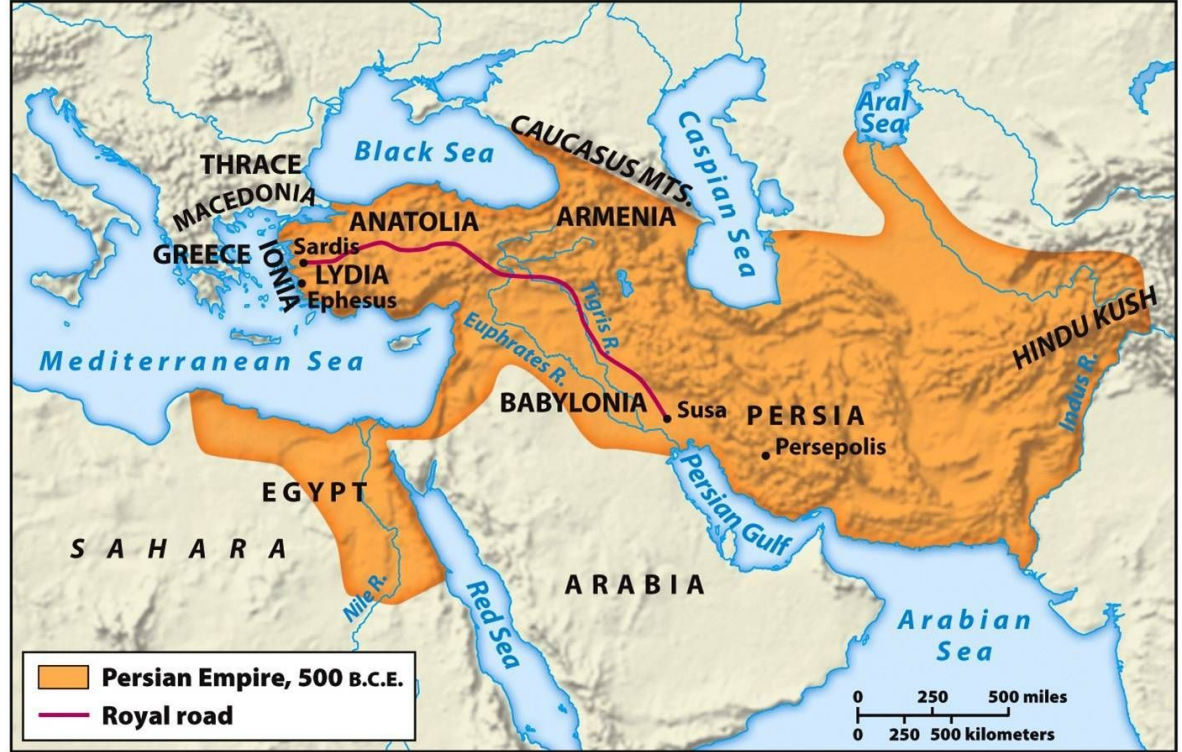 Aral
Sea
CAUCASUS MTS.
Black Sea
Caspian Sea
THRACE
MACEDONIA
ANATOLIA
ARMENIA
GREECE
IONIA
Sardis
LYDIA
Ephesus
Tigris R.
HINDU KUSH
Euphrates R.
Mediterranean Sea
Indus R.
BABYLONIA
Susa
PERSIA
Persepolis
Persian Gulf
EGYPT
SAHARA
Nile R.
Red Sea
ARABIA
Arabian
Sea
Persian Empire, 500 B.C.E.
Royal road
0 250 500 miles
0 250 500 kilometers